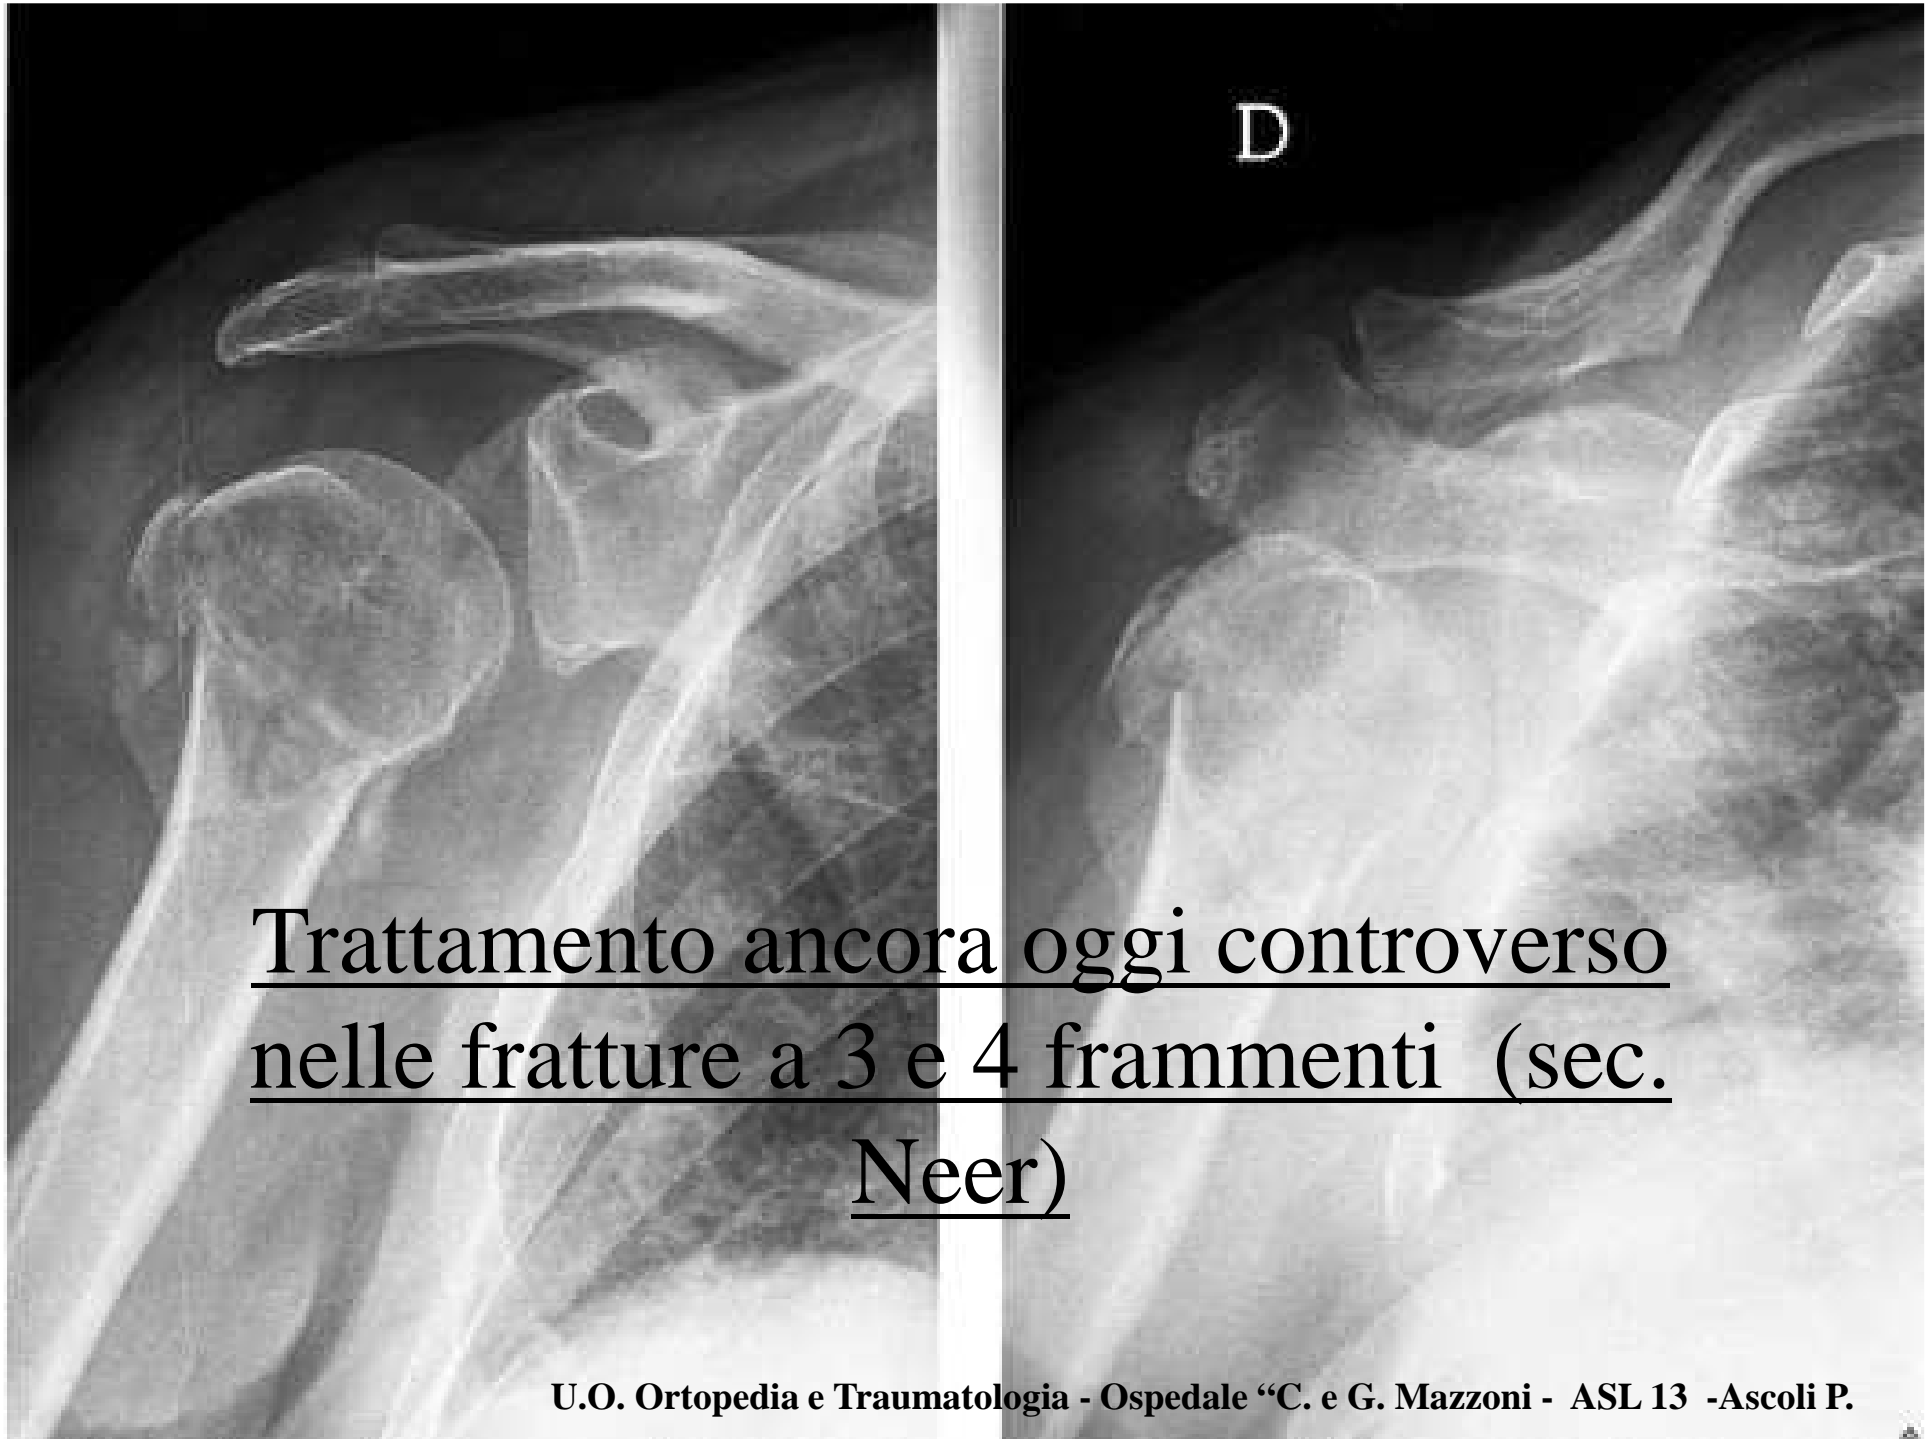 D
Trattamento ancora oggi controverso
nelle fratture a 3 e 4 frammenti (sec.
Neer)
U.O. Ortopedia e Traumatologia - Ospedale “C. e G. Mazzoni - ASL 13 -Ascoli P.